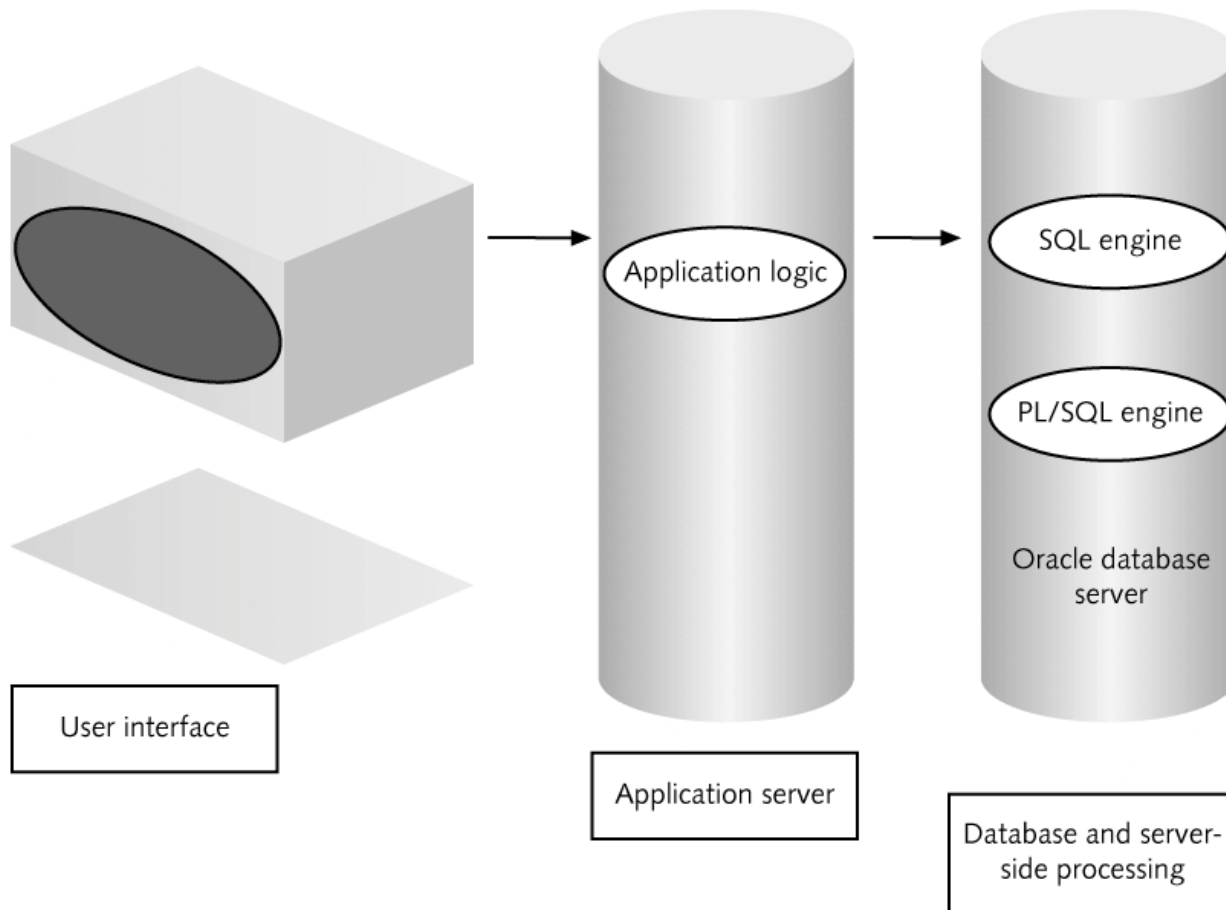 Application logic
SQL engine
PL/SQL engine
Oracle database
server
User interface
Application server
Database and server-
side processing